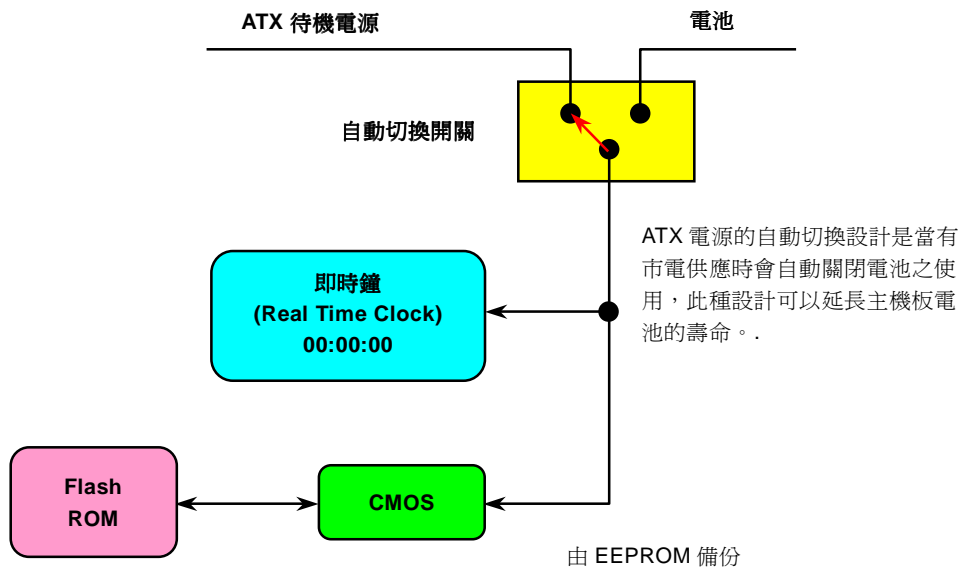 ATX 待機電源
電池
自動切換開關
ATX 電源的自動切換設計是當有
市電供應時會自動關閉電池之使
用，此種設計可以延長主機板電
池的壽命。.
即時鐘
(Real Time Clock)
00:00:00
Flash
ROM
CMOS
由 EEPROM 備份